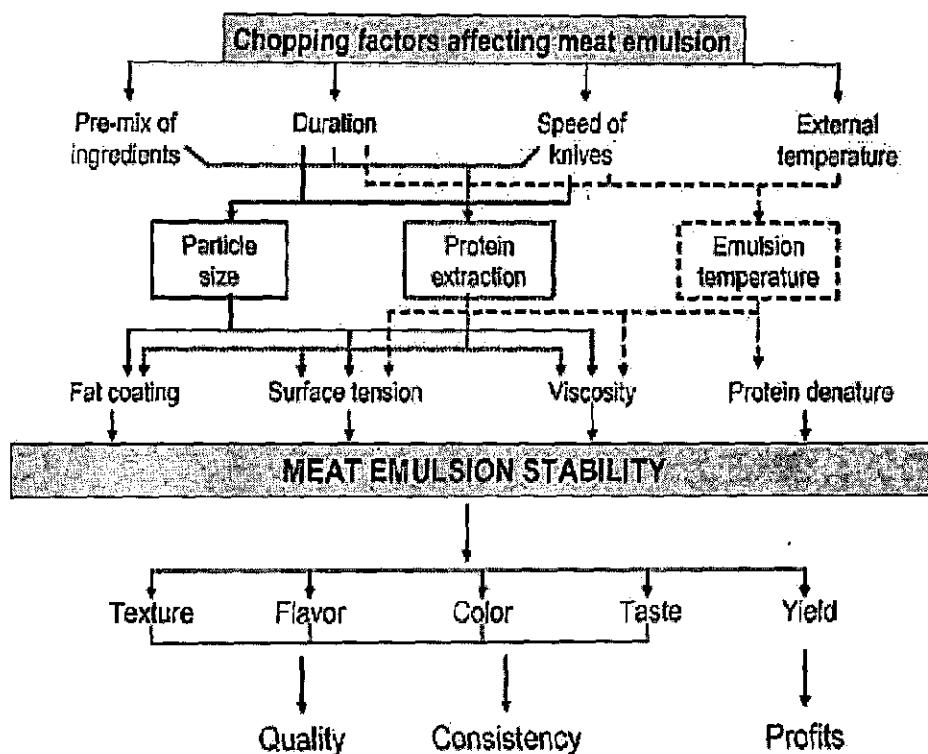 Chopping factors affecting meat emulsion
Pre-mix of
ingredients
Duration
Speed of
knives
External
temperature
Particle
size
Protein
extraction
Emulsion
temperature
Fat coating
Surface tension
Viscosity
Protein denature
MEAT EMULSION STABILITY
Texture
Flavor
Color
Taste
Yield
Quality
Consistency
Profits